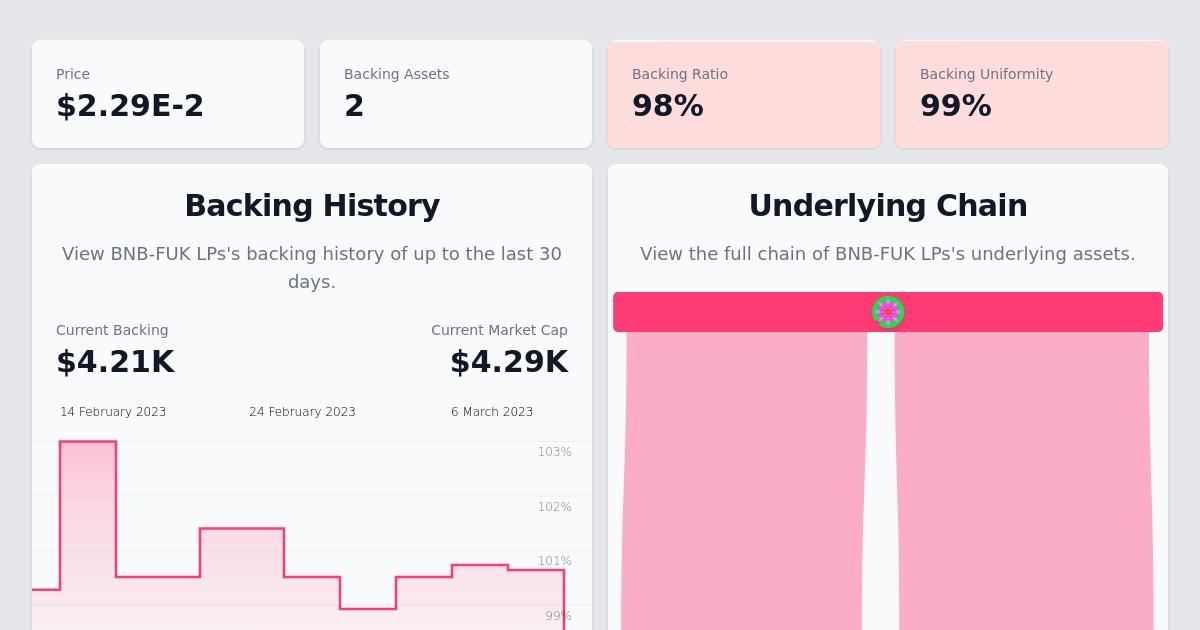 Price
$2.29E-2
Backing Assets
2
Backing Ratio
98%
Backing Uniformity
99%
Backing History
View BNB-FUK LPs's backing history of up to the last 30
days.
Current Backing
$4.21K
Current Market Cap
$4.29K
14 February 2023
24 February 2023
6 March 2023
103%
102%
101%
99%
Underlying Chain
View the full chain of BNB-FUK LPs's underlying assets.